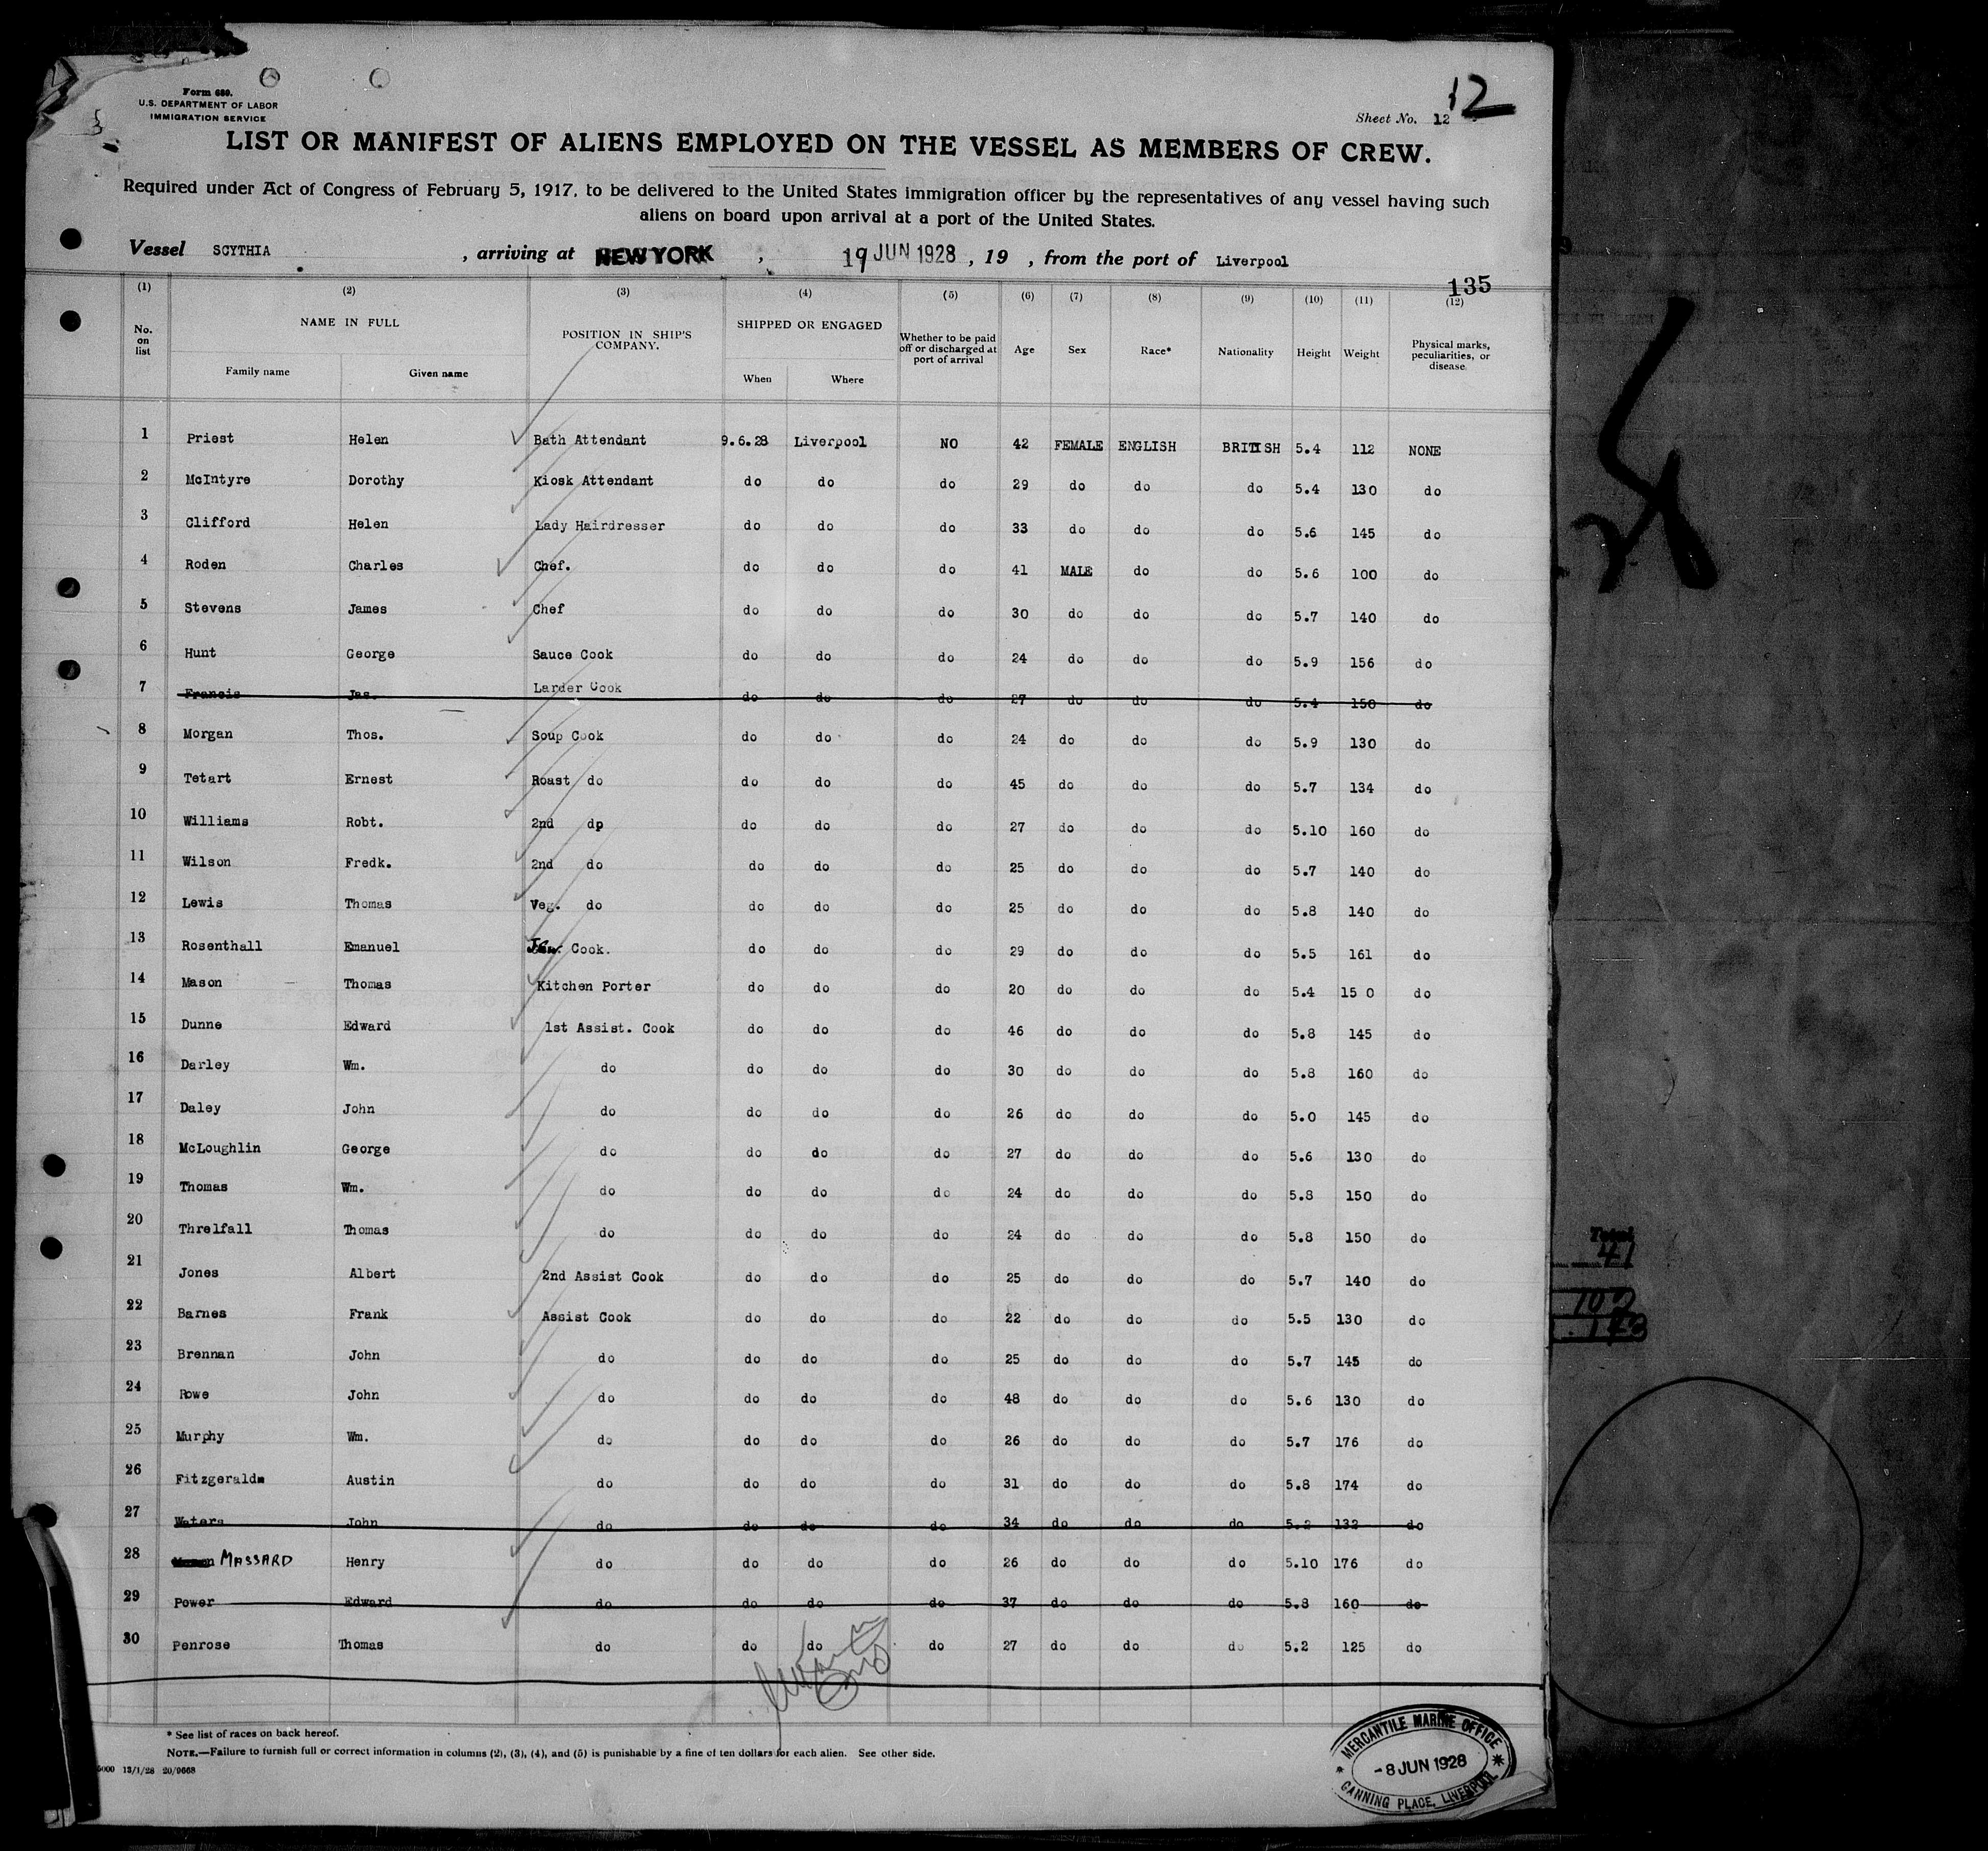 Form 680.
U.S. DEPARTMENT OF LABOR
IMMIGRATION SERVICE
12
Sheet No. 12
LIST OR MANIFEST OF ALIENS EMPLOYED ON THE VESSEL AS MEMBERS OF CREW.
Required under Act of Congress of February 5, 1917, to be delivered to the United States immigration officer by the representatives of any vessel having such
aliens on board upon arrival at a port of the United States.
Vessel SCYTHIA , arriving at NEW YORK , 19 JUN 1928 , 19 , from the port of Liverpool
135
(1) (2) (3) (4) (5) (6) (7) (8) (9) (10) (11) (12)
No. on list NAME IN FULL Family name Given name POSITION IN SHIP'S COMPANY. SHIPPED OR ENGAGED When Where Whether to be paid off or discharged at port of arrival Age Sex Race* Nationality Height Weight Physical marks, peculiarities, or disease.
1 Priest Helen Bath Attendant 9.6.28 Liverpool NO 42 FEMALE ENGLISH BRITISH 5.4 112 NONE
2 McIntyre Dorothy Kiosk Attendant do do do 29 do do do 5.4 130 do
3 Clifford Helen Lady Hairdresser do do do 33 do do do 5.6 145 do
4 Roden Charles Chef. do do do 41 MALE do do 5.6 100 do
5 Stevens James Chef do do do 30 do do do 5.7 140 do
6 Hunt George Sauce Cook do do do 24 do do do 5.9 156 do
7 Francis Jas. Larder Cook do do do 27 do do do 5.4 150 do
8 Morgan Thos. Soup Cook do do do 24 do do do 5.9 130 do
9 Tetart Ernest Roast do do do do 45 do do do 5.7 134 do
10 Williams Robt. 2nd dp do do do 27 do do do 5.10 160 do
11 Wilson Fredk. 2nd do do do do 25 do do do 5.7 140 do
12 Lewis Thomas Veg. do do do do 25 do do do 5.8 140 do
13 Rosenthall Emanuel Jew. Cook. do do do 29 do do do 5.5 161 do
14 Mason Thomas Kitchen Porter do do do 20 do do do 5.4 15 0 do
15 Dunne Edward 1st Assist. Cook do do do 46 do do do 5.8 145 do
16 Darley Wm. do do do do 30 do do do 5.8 160 do
17 Daley John do do do do 26 do do do 5.0 145 do
18 McLoughlin George do do do do 27 do do do 5.6 130 do
19 Thomas Wm. do do do do 24 do do do 5.8 150 do
20 Threlfall Thomas do do do do 24 do do do 5.8 150 do
21 Jones Albert 2nd Assist Cook do do do 25 do do do 5.7 140 do
22 Barnes Frank Assist Cook do do do 22 do do do 5.5 130 do
23 Brennan John do do do do 25 do do do 5.7 145 do
24 Rowe John do do do do 48 do do do 5.6 130 do
25 Murphy Wm. do do do do 26 do do do 5.7 176 do
26 Fitzgerald Austin do do do do 31 do do do 5.8 174 do
27 Waters John do do do do 34 do do do 5.2 132 do
28 MASSARD Henry do do do do 26 do do do 5.10 176 do
29 Power Edward do do do do 37 do do do 5.8 160 do
30 Penrose Thomas do do do do 27 do do do 5.2 125 do
* See list of races on back hereof.
NOTE.—Failure to furnish full or correct information in columns (2), (3), (4), and (5) is punishable by a fine of ten dollars for each alien. See other side.
5000 13/1/28 20/9668
MERCANTILE MARINE OFFICE
-8 JUN 1928
CANNING PLACE, LIVERPOOL
Total
41